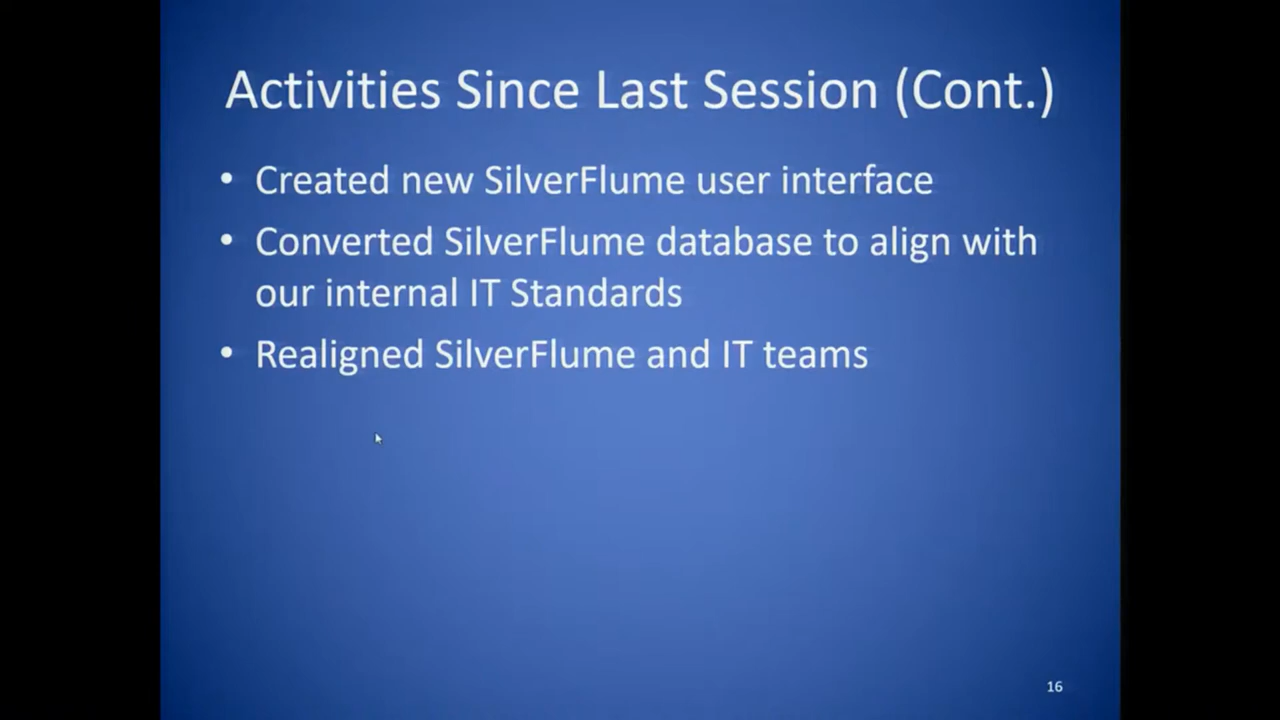 Activities Since Last Session (Cont.)
• Created new SilverFlume user interface
• Converted SilverFlume database to align with
our internal IT Standards
• Realigned SilverFlume and IT teams
16